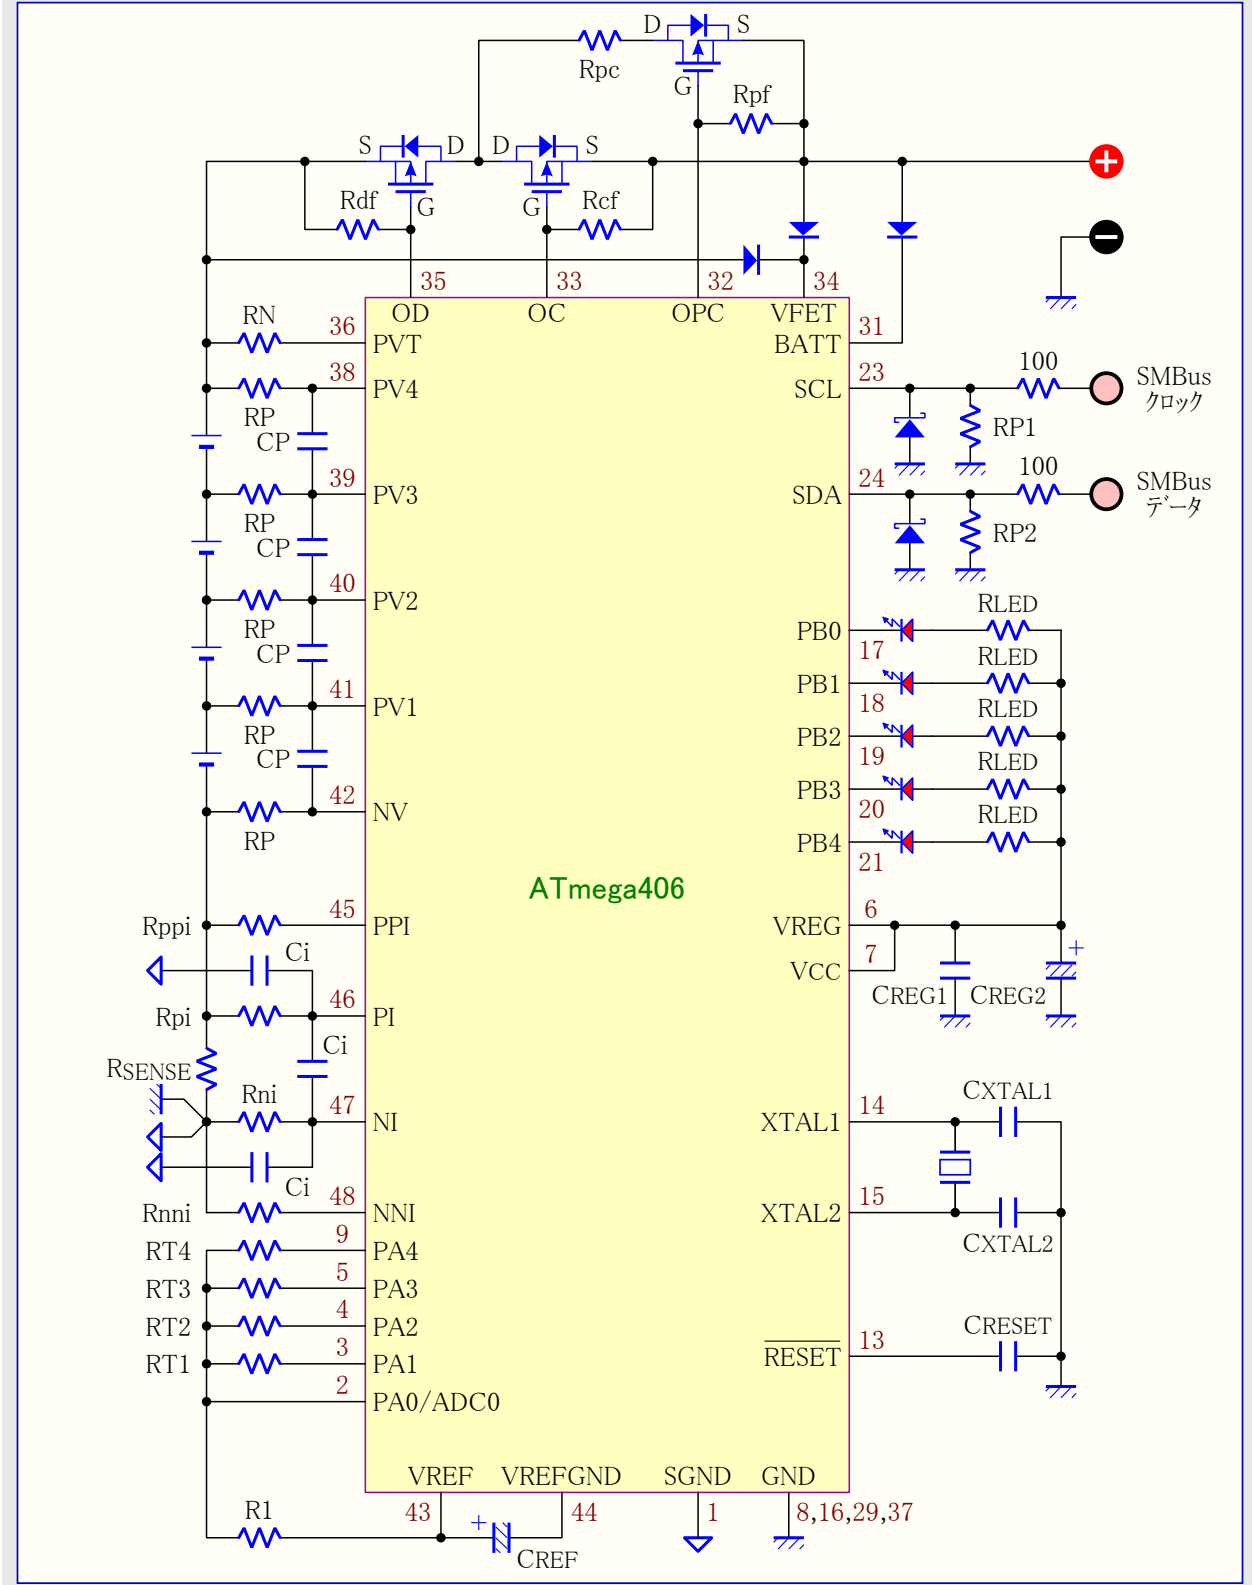 D
S
Rpc
G
Rpf
S
D
D
S
Rdf
G
G
Rcf
+
−
35
33
32
34
OD
OC
OPC
VFET
RN
36
PVT
BATT
31
38
PV4
RP
CP
SCL
23
100
SMBus
クロック
RP1
39
PV3
RP
CP
SDA
24
100
SMBus
データ
RP2
40
PV2
RP
CP
PB0
17
RLED
PB1
18
RLED
41
PV1
RP
CP
PB2
19
RLED
PB3
20
RLED
42
NV
RP
PB4
21
RLED
ATmega406
Rppi
45
PPI
VREG
6
Ci
VCC
7
+
CREG1
CREG2
Rpi
46
PI
Ci
RSENSE
Rni
47
NI
XTAL1
14
CXTAL1
Ci
Rnni
48
NNI
XTAL2
15
CXTAL2
RT4
9
PA4
RT3
5
PA3
RT2
4
PA2
RT1
3
PA1
RESET
13
CRESET
2
PA0/ADC0
VREF
VREFGND
SGND
GND
R1
43
+
CREF
44
1
8,16,29,37